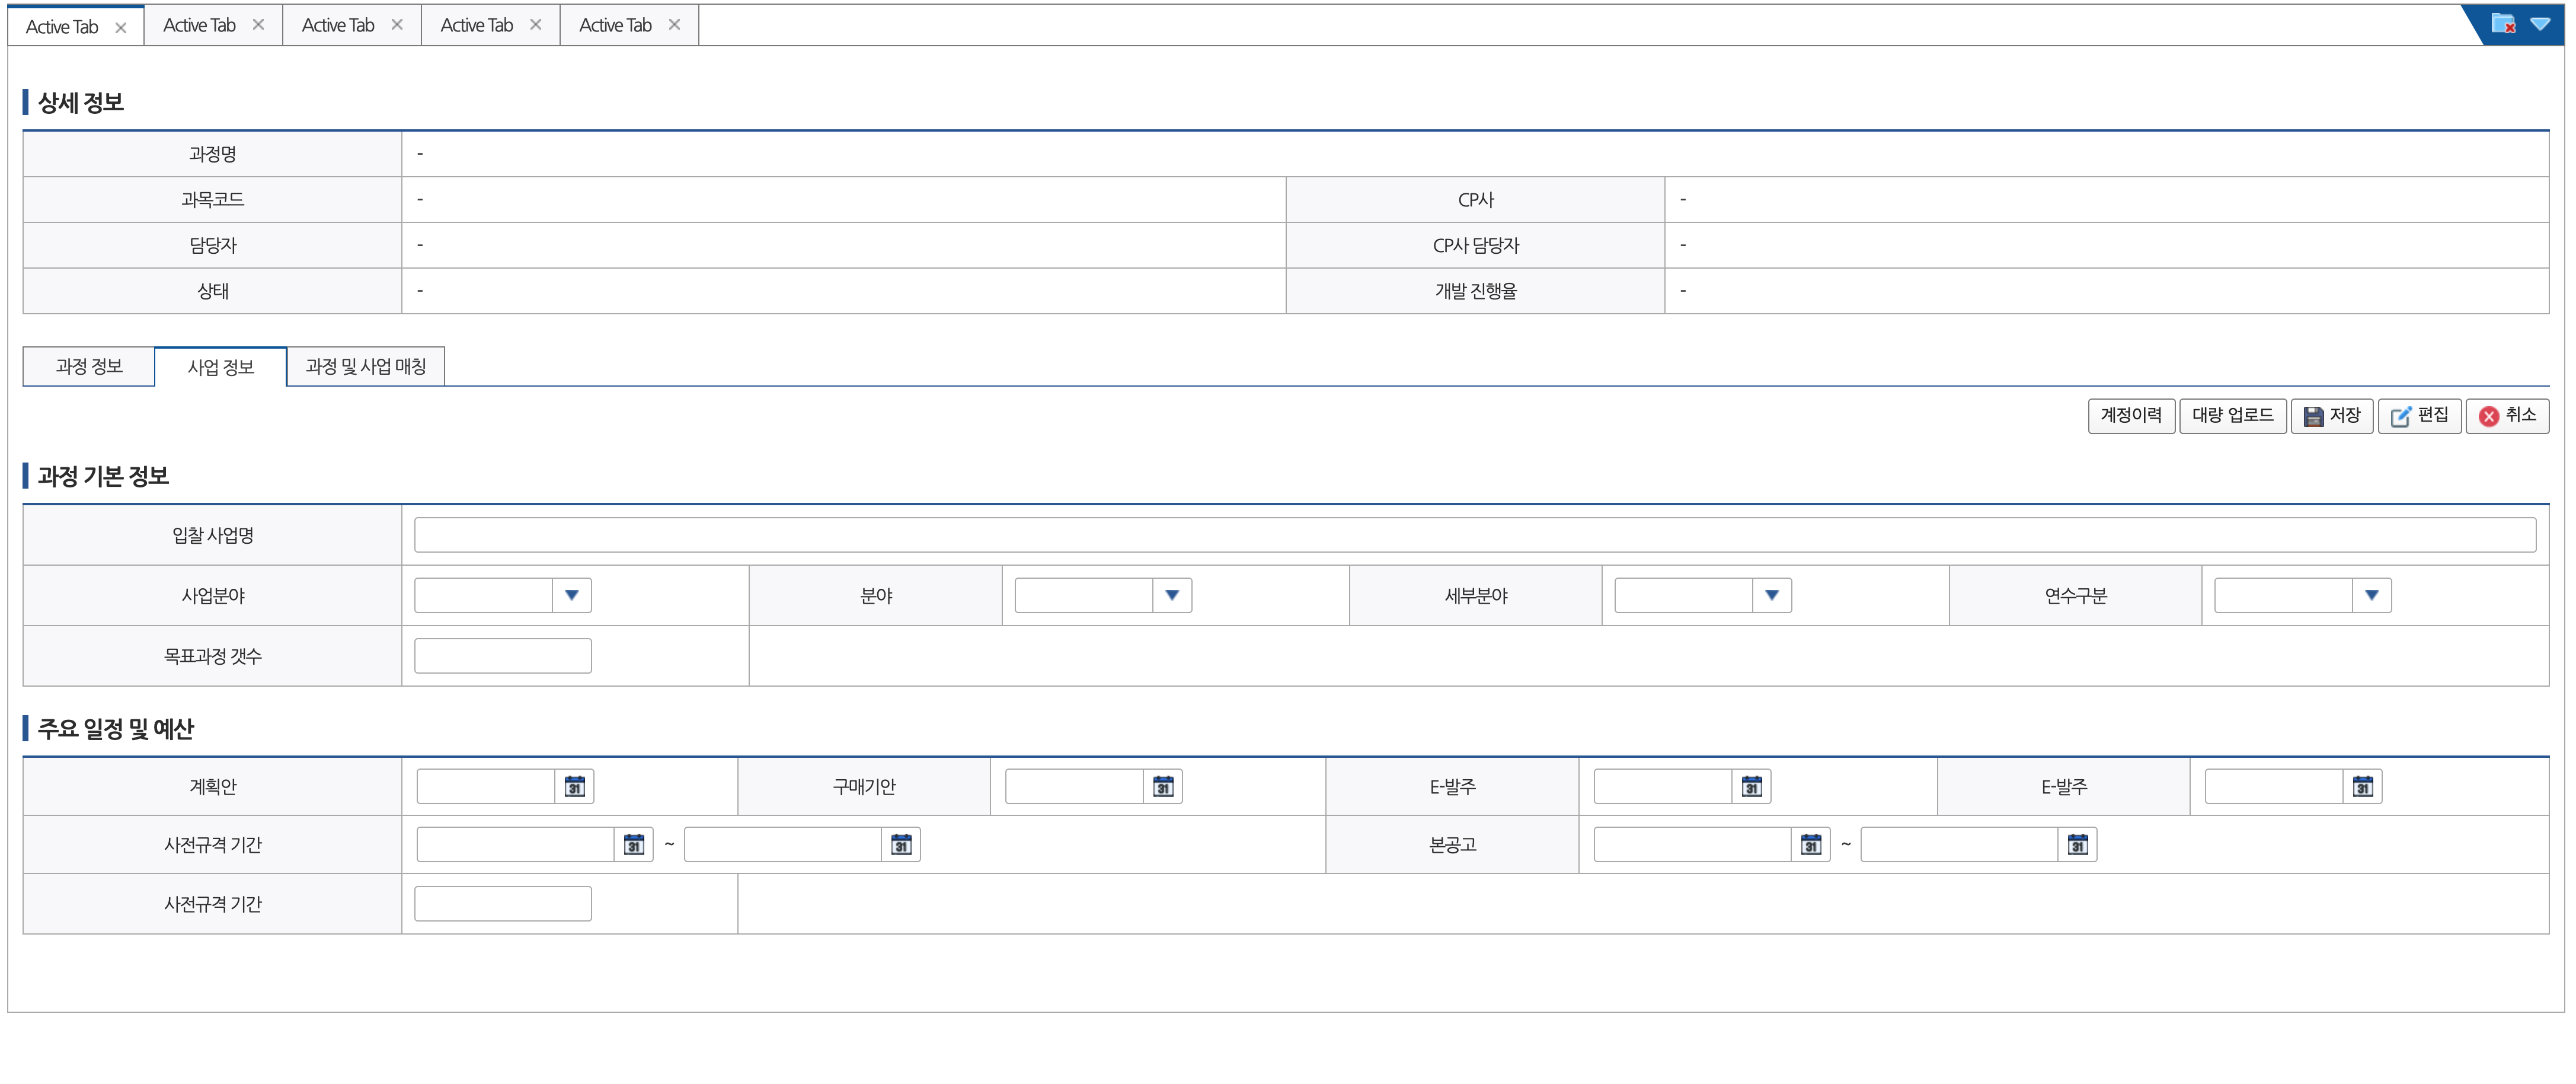 Active Tab Active Tab Active Tab Active Tab Active Tab
상세 정보
과정명 -
과목코드 - CP사 -
담당자 - CP사 담당자 -
상태 - 개발 진행율 -
과정 정보 사업 정보 과정 및 사업 매칭
계정이력 대량 업로드 저장 편집 취소
과정 기본 정보
입찰 사업명
사업분야 분야 세부분야 연수구분
목표과정 갯수
주요 일정 및 예산
계획안 31 구매기안 31 E-발주 31 E-발주 31
사전규격 기간 31 ~ 31 본공고 31 ~ 31
사전규격 기간